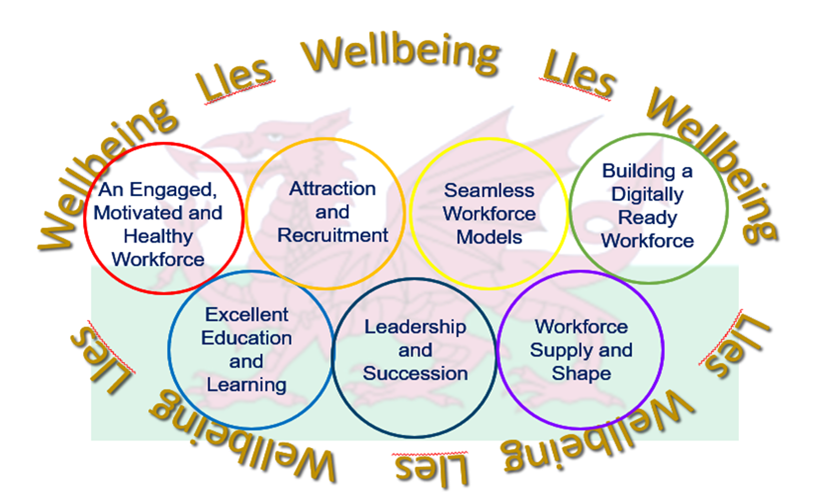 Wellbeing
Lles
Wellbeing
Lles
Wellbeing
An Engaged,
Motivated and
Healthy
Workforce
Attraction
and
Recruitment
Seamless
Workforce
Models
Building a
Digitally
Ready
Workforce
Excellent
Education
and
Learning
Leadership
and
Succession
Workforce
Supply and
Shape
Lles
Wellbeing
Lles
Wellbeing
Lles